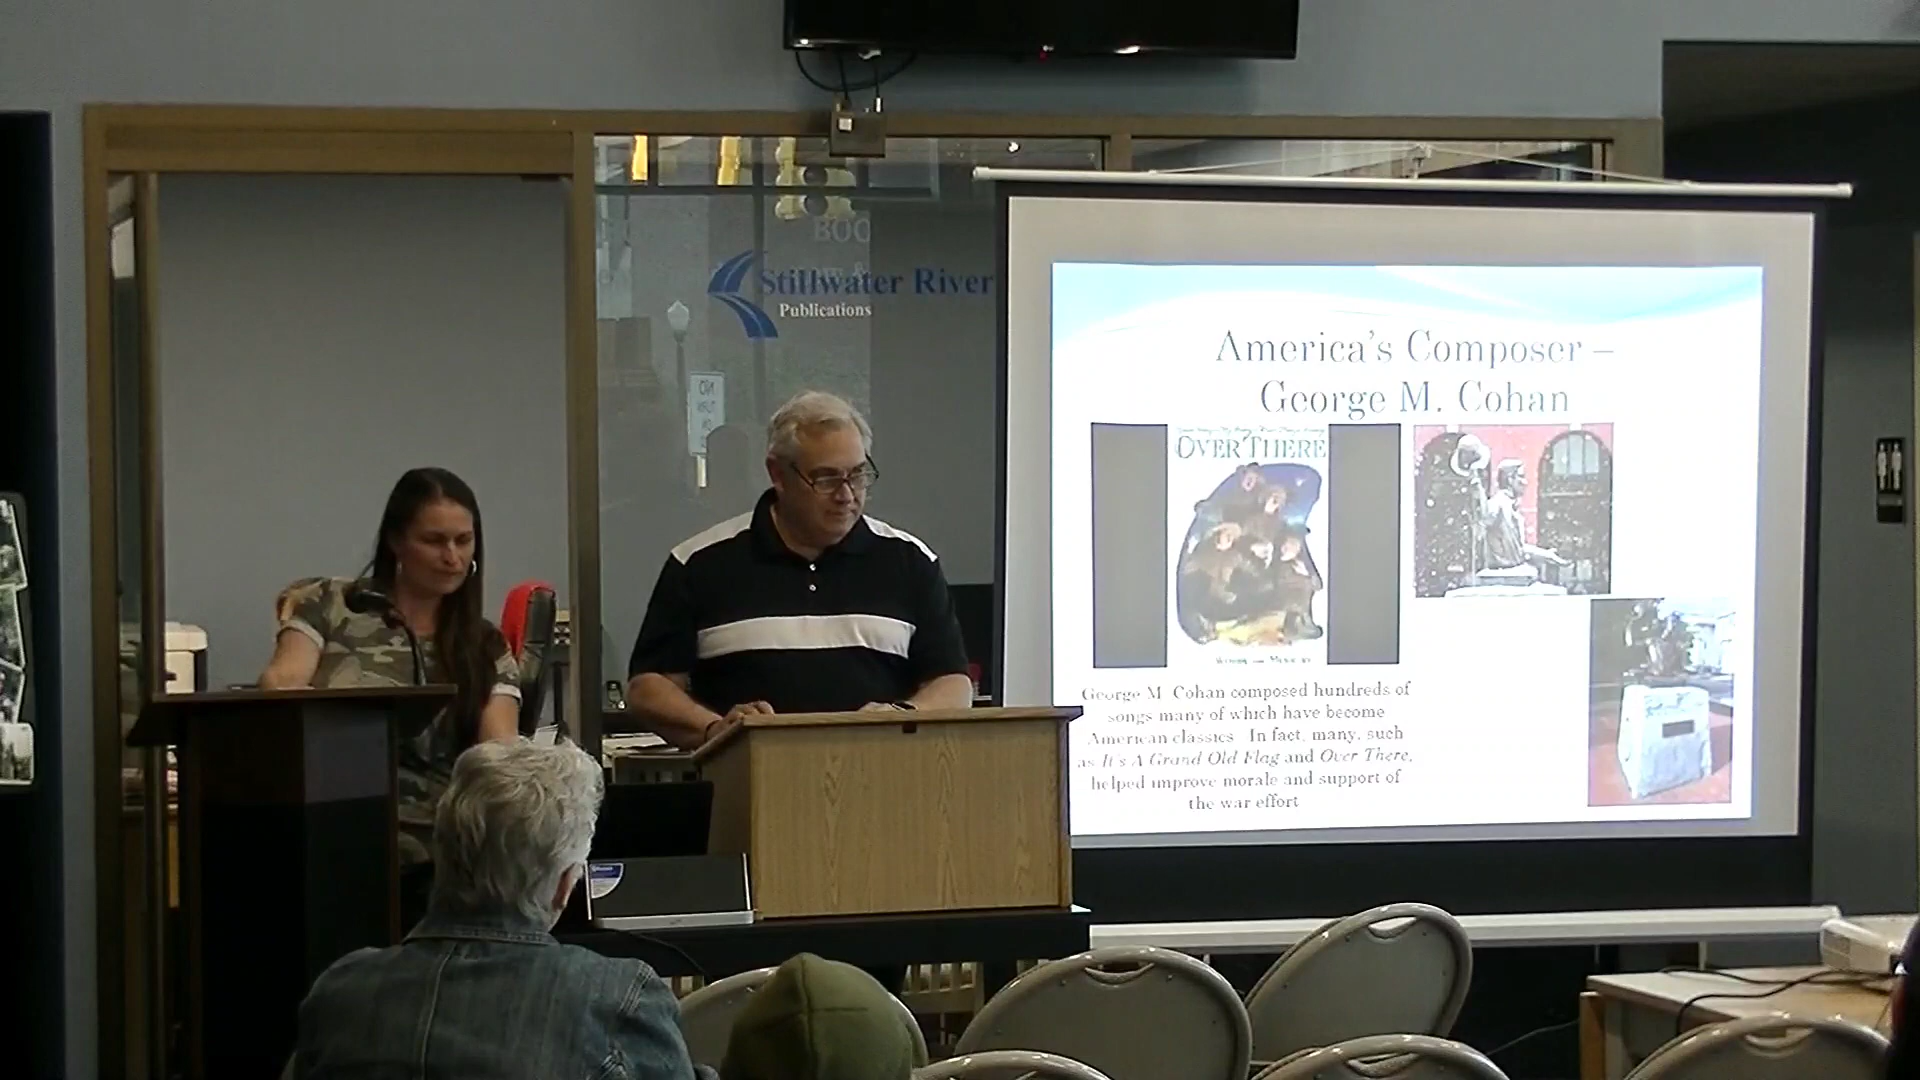 BOO
Stillwater River
Publications
America's Composer –
George M. Cohan
OVER THERE
George M. Cohan composed hundreds of
songs many of which have become
American classics. In fact, many, such
as It's A Grand Old Flag and Over There,
helped improve morale and support of
the war effort